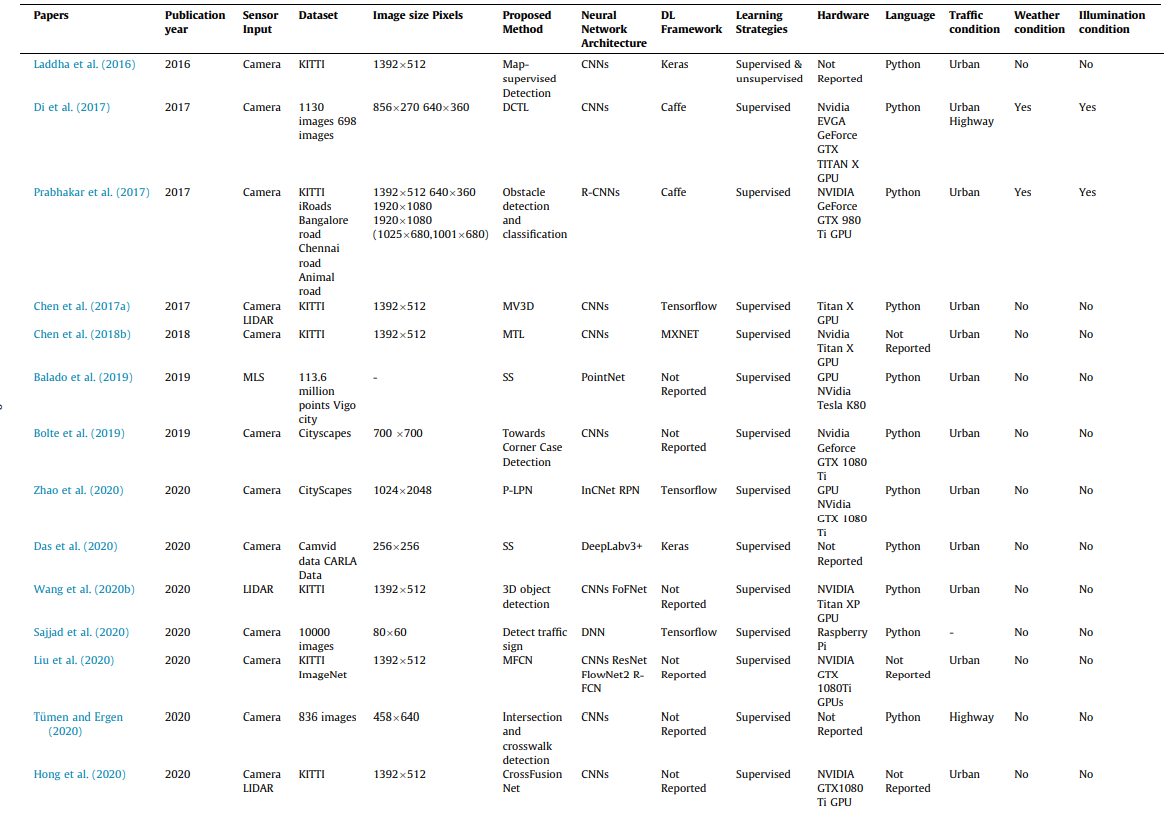 Papers Publication Sensor Dataset Image size Pixels Proposed Neural DL Learning Hardware Language Traffic Weather Illumination
year Input Method Network Framework Strategies condition condition condition
Architecture
Laddha et al. (2016) 2016 Camera KITTI 1392×512 Map- CNNs Keras Supervised & Not Python Urban No No
supervised unsupervised Reported
Detection
Di et al. (2017) 2017 Camera 1130 856×270 640×360 DCTL CNNs Caffe Supervised Nvidia Python Urban Yes Yes
images 698 EVGA Highway
images GeForce
GTX
TITAN X
GPU
Prabhakar et al. (2017) 2017 Camera KITTI 1392×512 640×360 Obstacle R-CNNs Caffe Supervised NVIDIA Python Urban Yes Yes
iRoads 1920×1080 detection GeForce
Bangalore 1920×1080 and GTX 980
road (1025×680,1001×680) classification Ti GPU
Chennai
road
Animal
road
Chen et al. (2017a) 2017 Camera KITTI 1392×512 MV3D CNNs Tensorflow Supervised Titan X Python Urban No No
LIDAR GPU
Chen et al. (2018b) 2018 Camera KITTI 1392×512 MTL CNNs MXNET Supervised Nvidia Not Urban No No
Titan X Reported
GPU
Balado et al. (2019) 2019 MLS 113.6 - SS PointNet Not Supervised GPU Python Urban No No
million Reported NVidia
points Vigo Tesla K80
city
Bolte et al. (2019) 2019 Camera Cityscapes 700 ×700 Towards CNNs Not Supervised Nvidia Python Urban No No
Corner Case Reported Geforce
Detection GTX 1080
Ti
Zhao et al. (2020) 2020 Camera CityScapes 1024×2048 P-LPN InCNet RPN Tensorflow Supervised GPU Python Urban No No
NVidia
GTX 1080
Ti
Das et al. (2020) 2020 Camera Camvid 256×256 SS DeepLabv3+ Keras Supervised Not Python Urban No No
data CARLA Reported
Data
Wang et al. (2020b) 2020 LIDAR KITTI 1392×512 3D object CNNs FoFNet Not Supervised NVIDIA Python Urban No No
detection Reported Titan XP
GPU
Sajjad et al. (2020) 2020 Camera 10000 80×60 Detect traffic DNN Tensorflow Supervised Raspberry Python - No No
images sign Pi
Liu et al. (2020) 2020 Camera KITTI 1392×512 MFCN CNNs ResNet Not Supervised NVIDIA Not Urban No No
ImageNet FlowNet2 R- Reported GTX Reported
FCN 1080Ti
GPUs
Tümen and Ergen 2020 Camera 836 images 458×640 Intersection CNNs Not Supervised Not Python Highway No No
(2020) and Reported Reported
crosswalk
detection
Hong et al. (2020) 2020 Camera KITTI 1392×512 CrossFusion CNNs Not Supervised NVIDIA Not Urban No No
LIDAR Net Reported GTX1080 Reported
Ti GPU